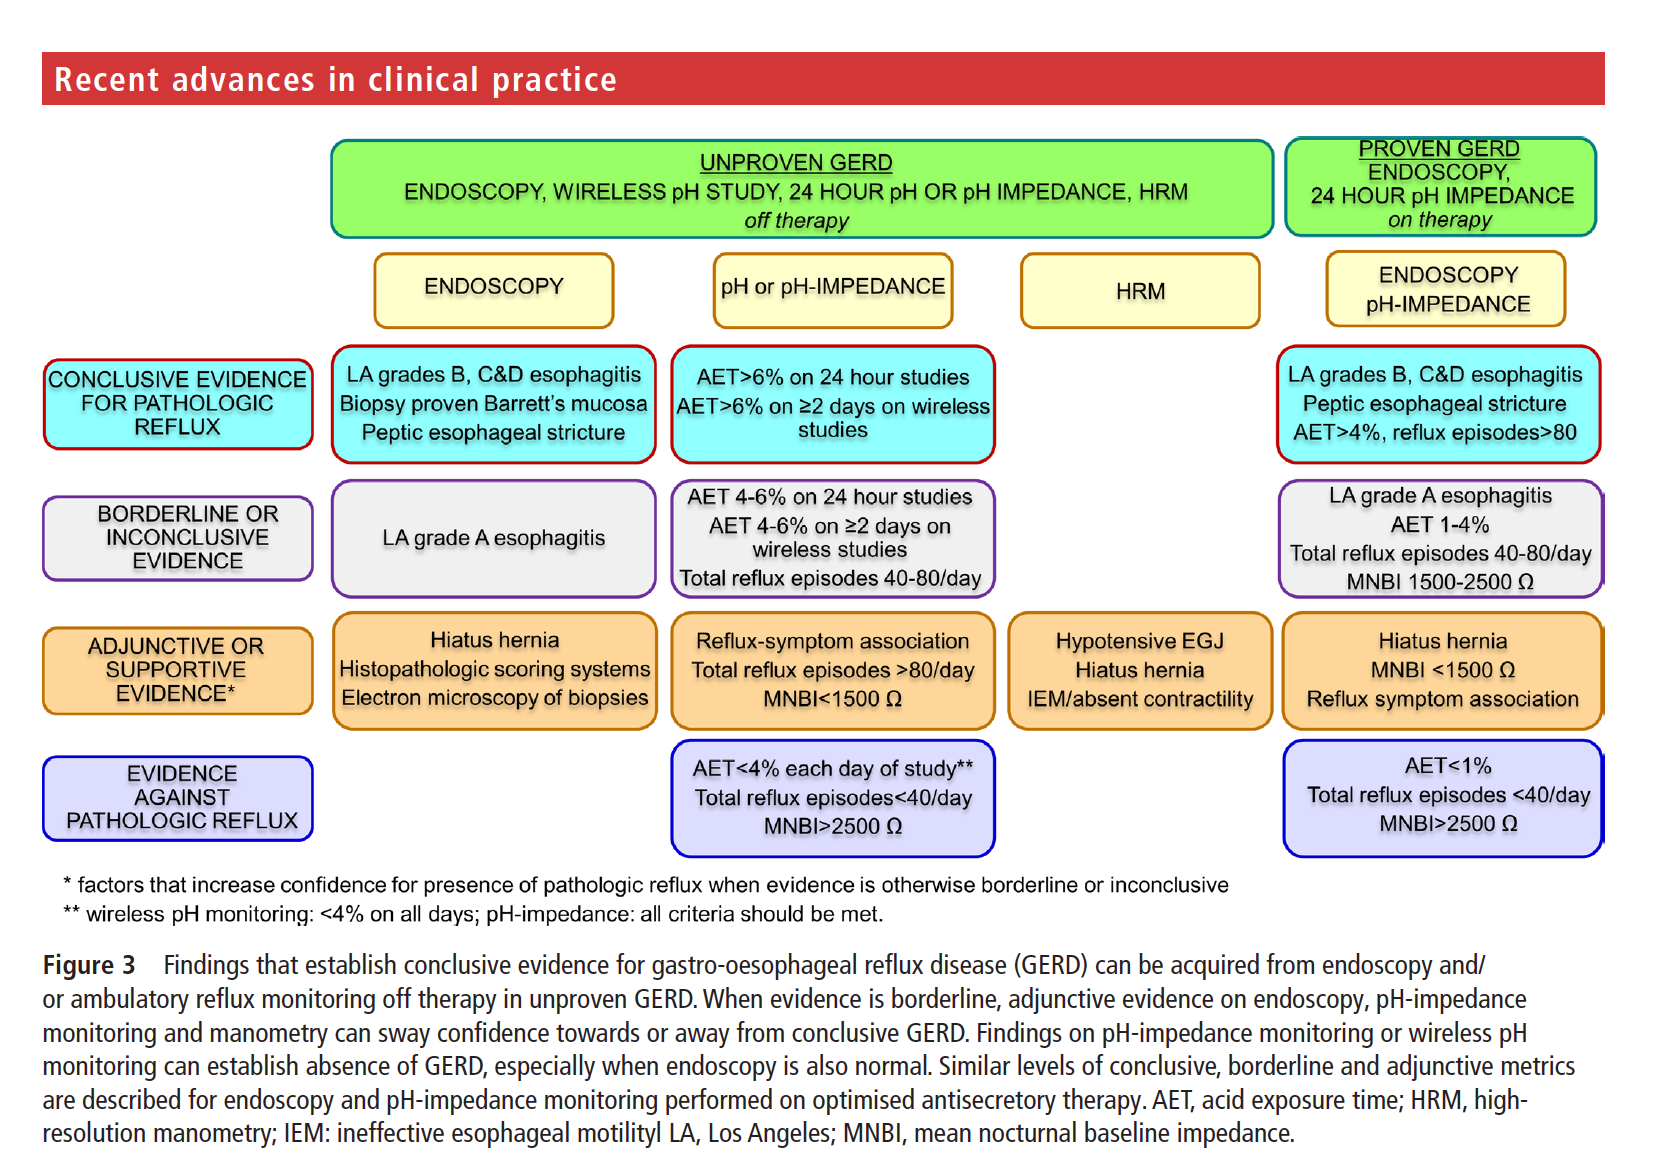 Recent advances in clinical practice
UNPROVEN GERD
ENDOSCOPY, WIRELESS pH STUDY, 24 HOUR pH OR pH IMPEDANCE, HRM
off therapy
PROVEN GERD
ENDOSCOPY,
24 HOUR pH IMPEDANCE
on therapy
ENDOSCOPY
pH or pH-IMPEDANCE
HRM
ENDOSCOPY
pH-IMPEDANCE
CONCLUSIVE EVIDENCE
FOR PATHOLOGIC
REFLUX
LA grades B, C&D esophagitis
Biopsy proven Barrett's mucosa
Peptic esophageal stricture
AET>6% on 24 hour studies
AET>6% on ≥2 days on wireless
studies
LA grades B, C&D esophagitis
Peptic esophageal stricture
AET>4%, reflux episodes>80
BORDERLINE OR
INCONCLUSIVE
EVIDENCE
LA grade A esophagitis
AET 4-6% on 24 hour studies
AET 4-6% on ≥2 days on
wireless studies
Total reflux episodes 40-80/day
LA grade A esophagitis
AET 1-4%
Total reflux episodes 40-80/day
MNBI 1500-2500 Ω
ADJUNCTIVE OR
SUPPORTIVE
EVIDENCE*
Hiatus hernia
Histopathologic scoring systems
Electron microscopy of biopsies
Reflux-symptom association
Total reflux episodes >80/day
MNBI<1500 Ω
Hypotensive EGJ
Hiatus hernia
IEM/absent contractility
Hiatus hernia
MNBI <1500 Ω
Reflux symptom association
EVIDENCE
AGAINST
PATHOLOGIC REFLUX
AET<4% each day of study**
Total reflux episodes<40/day
MNBI>2500 Ω
AET<1%
Total reflux episodes <40/day
MNBI>2500 Ω
* factors that increase confidence for presence of pathologic reflux when evidence is otherwise borderline or inconclusive
** wireless pH monitoring: <4% on all days; pH-impedance: all criteria should be met.
Figure 3 Findings that establish conclusive evidence for gastro-oesophageal reflux disease (GERD) can be acquired from endoscopy and/
or ambulatory reflux monitoring off therapy in unproven GERD. When evidence is borderline, adjunctive evidence on endoscopy, pH-impedance
monitoring and manometry can sway confidence towards or away from conclusive GERD. Findings on pH-impedance monitoring or wireless pH
monitoring can establish absence of GERD, especially when endoscopy is also normal. Similar levels of conclusive, borderline and adjunctive metrics
are described for endoscopy and pH-impedance monitoring performed on optimised antisecretory therapy. AET, acid exposure time; HRM, high-
resolution manometry; IEM: ineffective esophageal motilityl LA, Los Angeles; MNBI, mean nocturnal baseline impedance.